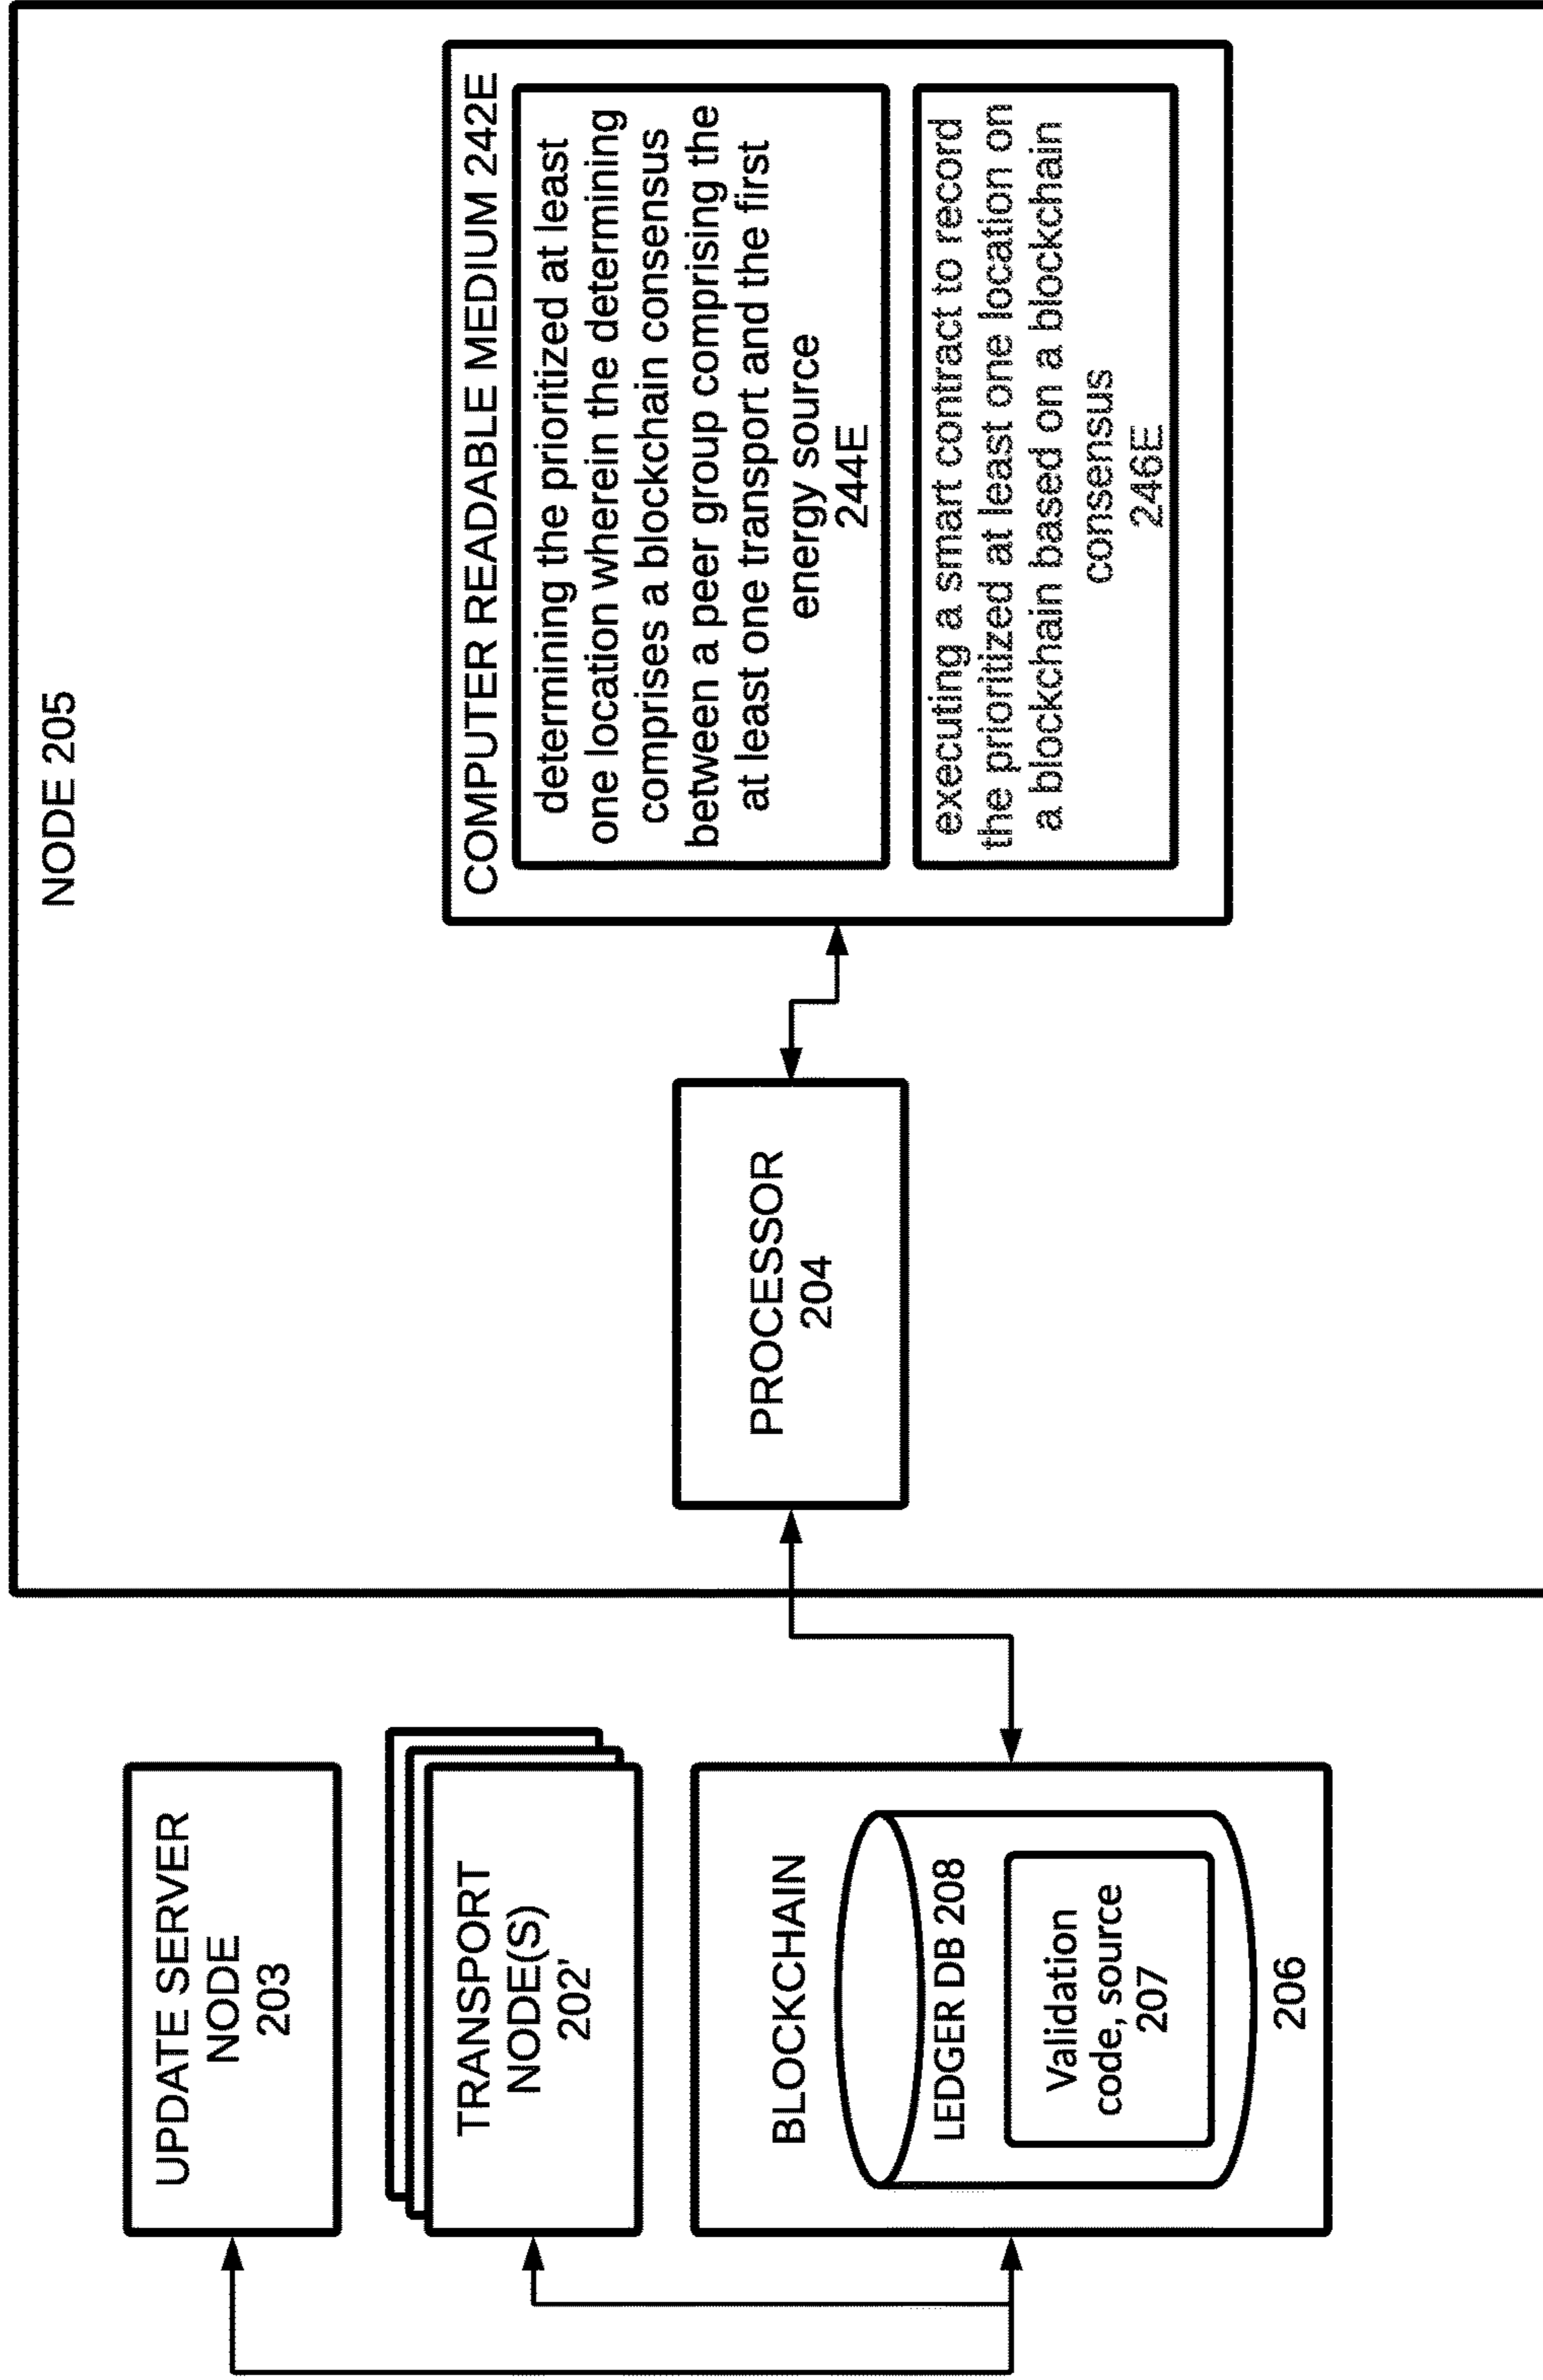 UPDATE SERVER
NODE
203
TRANSPORT
NODE(S)
202'
BLOCKCHAIN
LEDGER DB 208
Validation
code, source
207
206
NODE 205
PROCESSOR
204
COMPUTER READABLE MEDIUM 242E
determining the prioritized at least
one location wherein the determining
comprises a blockchain consensus
between a peer group comprising the
at least one transport and the first
energy source
244E
executing a smart contract to record
the prioritized at least one location on
a blockchain based on a blockchain
consensus
246E